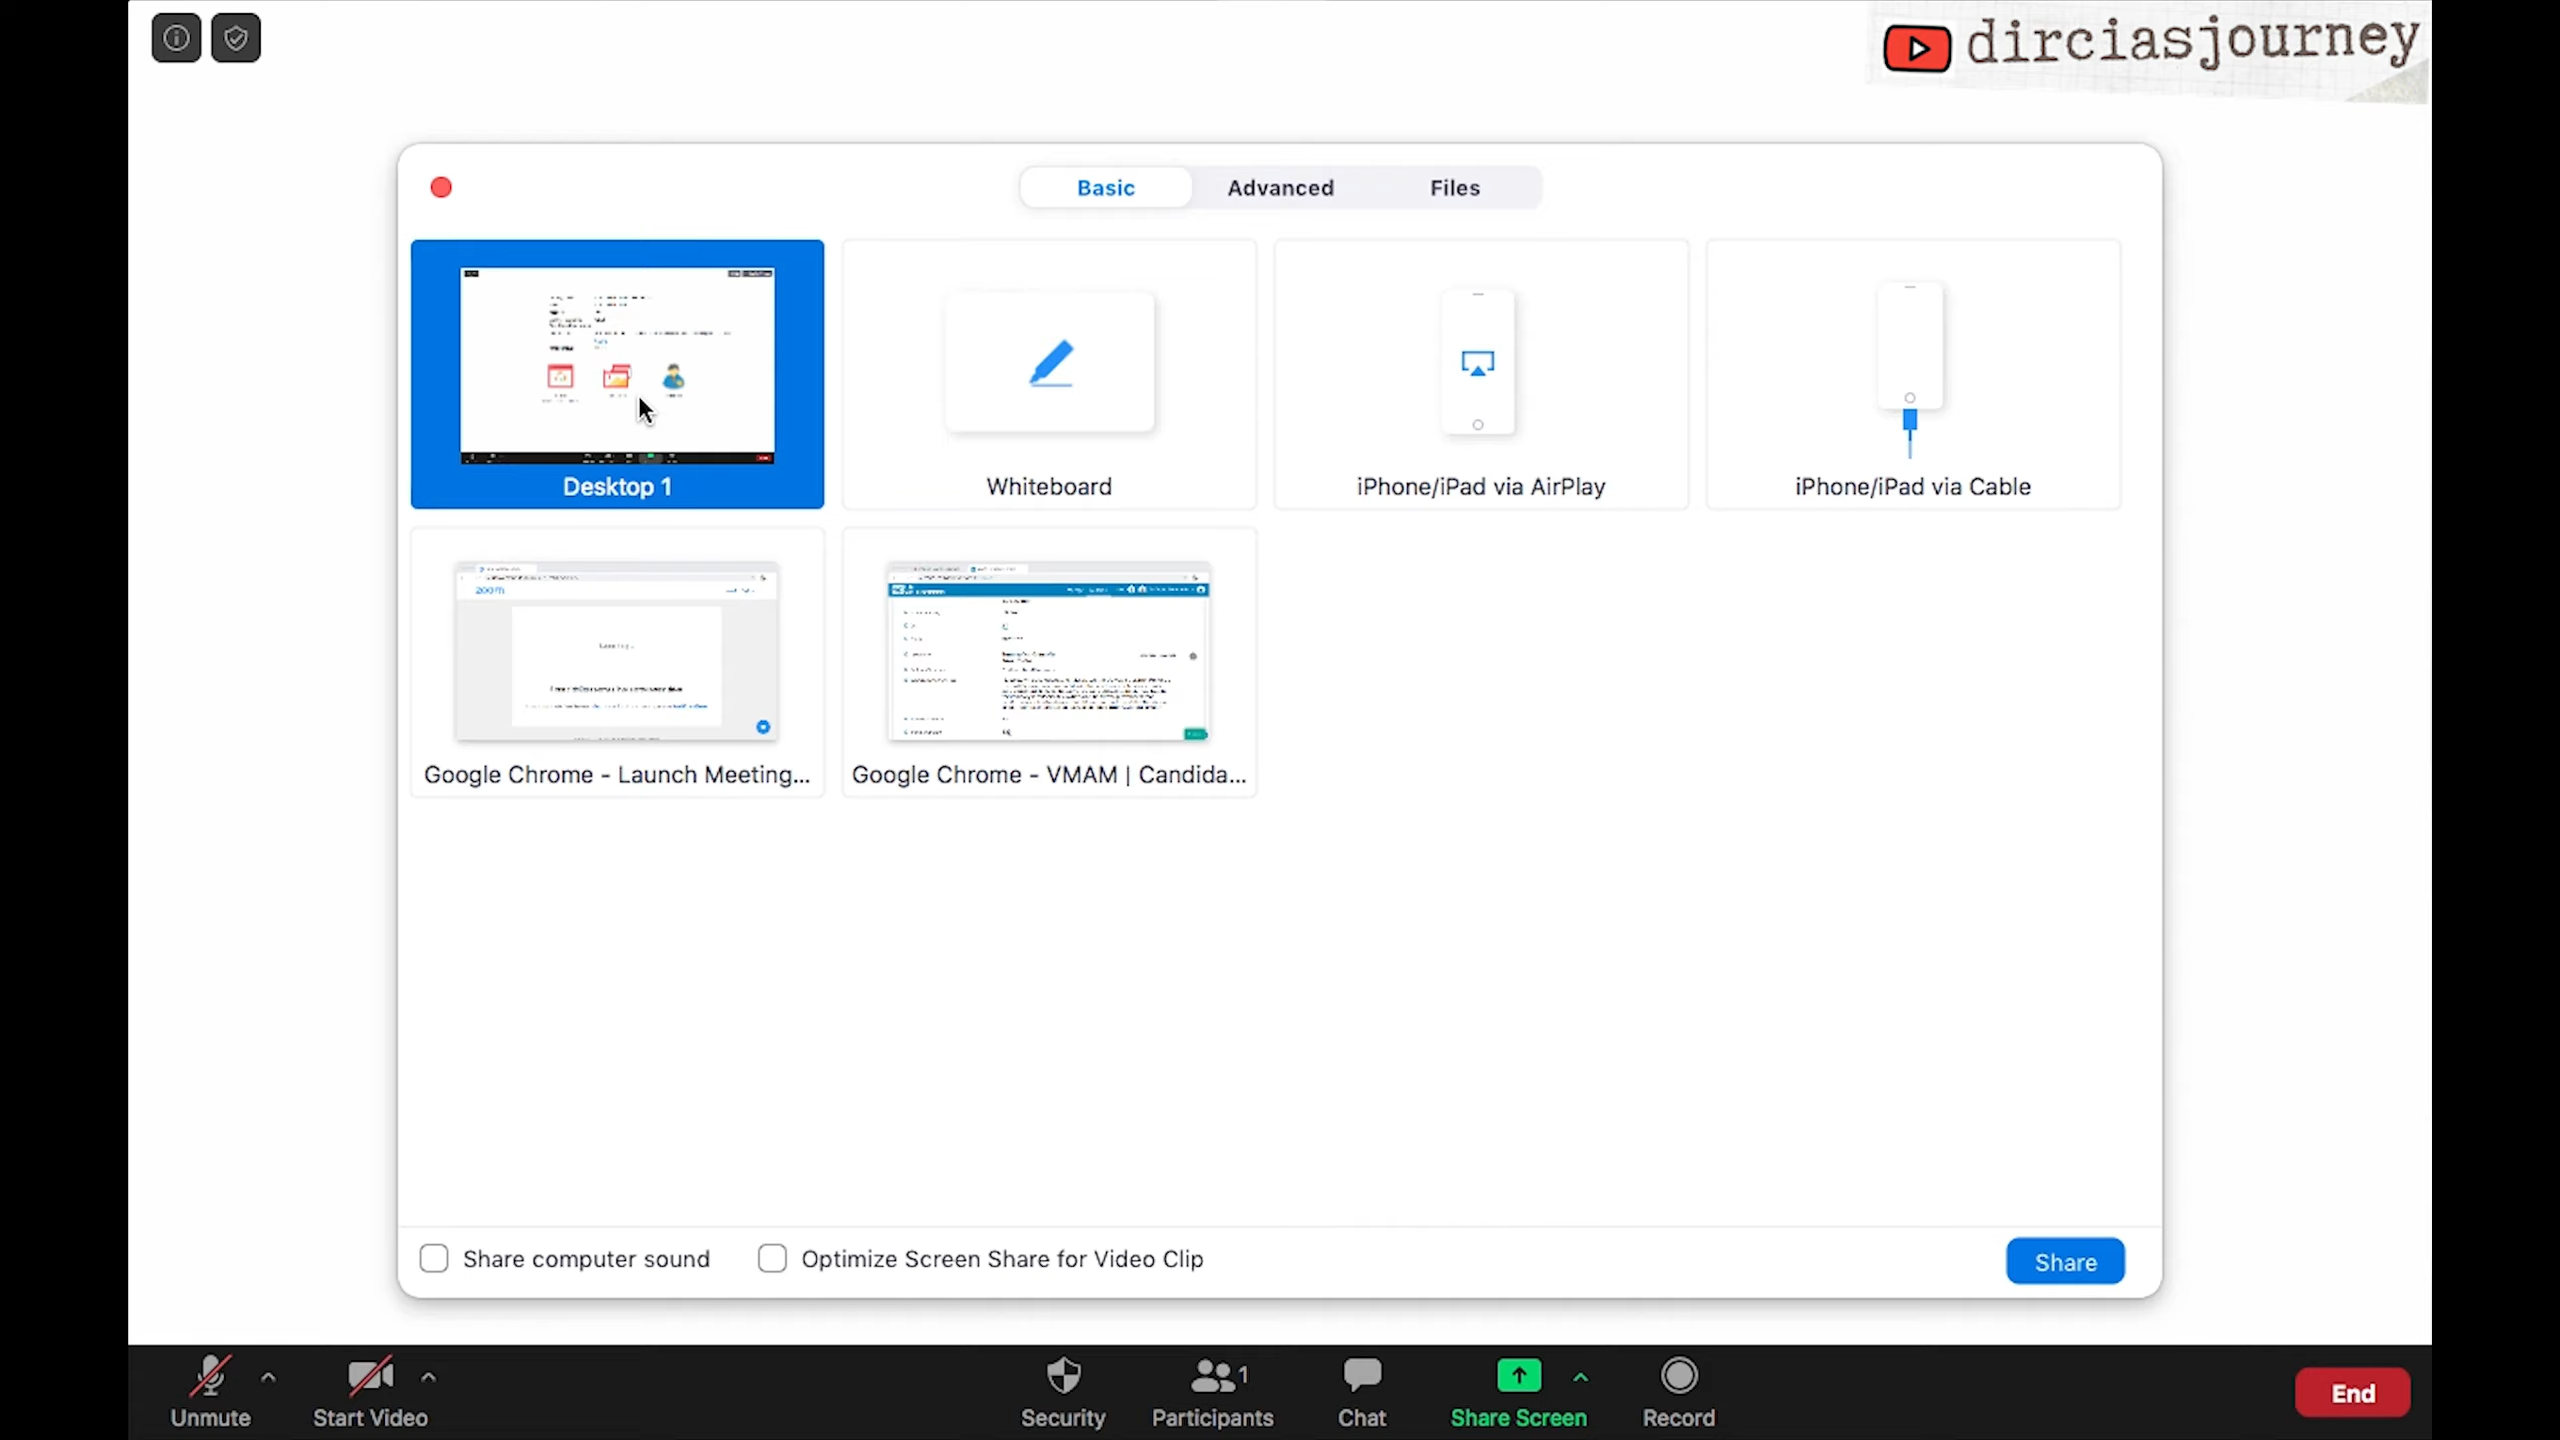 dirciasjourney
Basic
Advanced
Files
Desktop 1
Whiteboard
iPhone/iPad via AirPlay
iPhone/iPad via Cable
zoom
Google Chrome - Launch Meeting...
Google Chrome - VMAM | Candida...
Share computer sound
Optimize Screen Share for Video Clip
Share
Unmute
Start Video
Security
1
Participants
Chat
Share Screen
Record
End